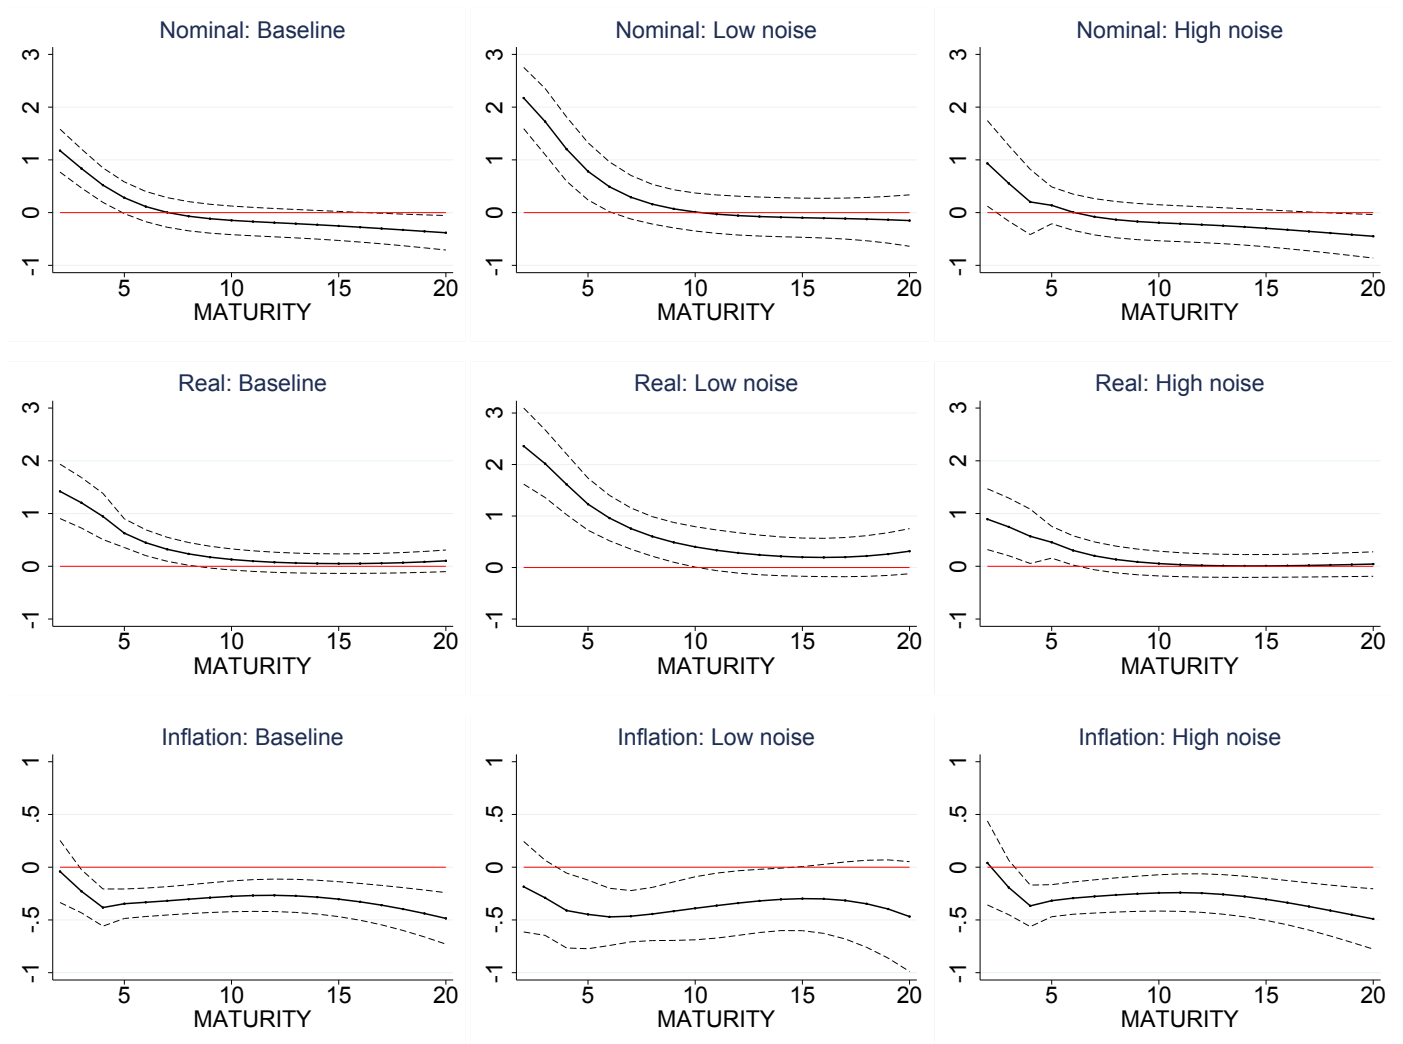 Nominal: Baseline
3
2
1
0
-1
5 10 15 20
MATURITY
Nominal: Low noise
3
2
1
0
-1
5 10 15 20
MATURITY
Nominal: High noise
3
2
1
0
-1
5 10 15 20
MATURITY
Real: Baseline
3
2
1
0
-1
5 10 15 20
MATURITY
Real: Low noise
3
2
1
0
-1
5 10 15 20
MATURITY
Real: High noise
3
2
1
0
-1
5 10 15 20
MATURITY
Inflation: Baseline
1
.5
0
-.5
-1
5 10 15 20
MATURITY
Inflation: Low noise
1
.5
0
-.5
-1
5 10 15 20
MATURITY
Inflation: High noise
1
.5
0
-.5
-1
5 10 15 20
MATURITY